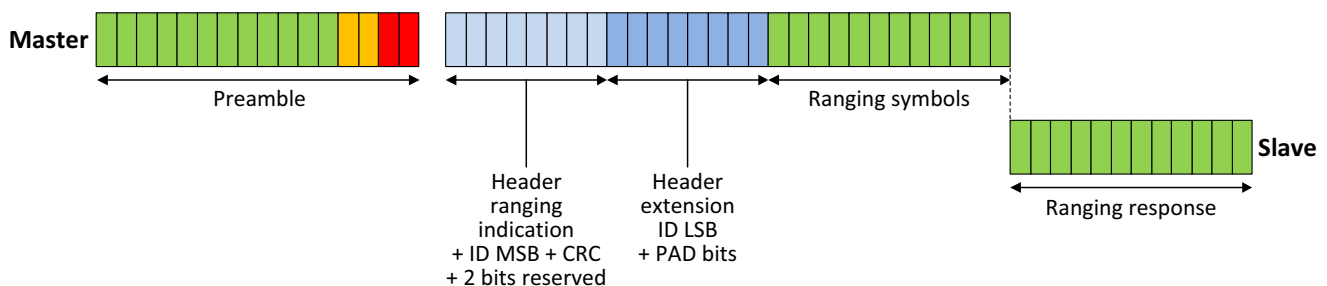 Master
Preamble
Ranging symbols
Slave
Ranging response
Header
ranging
indication
+ ID MSB + CRC
+ 2 bits reserved
Header
extension
ID LSB
+ PAD bits